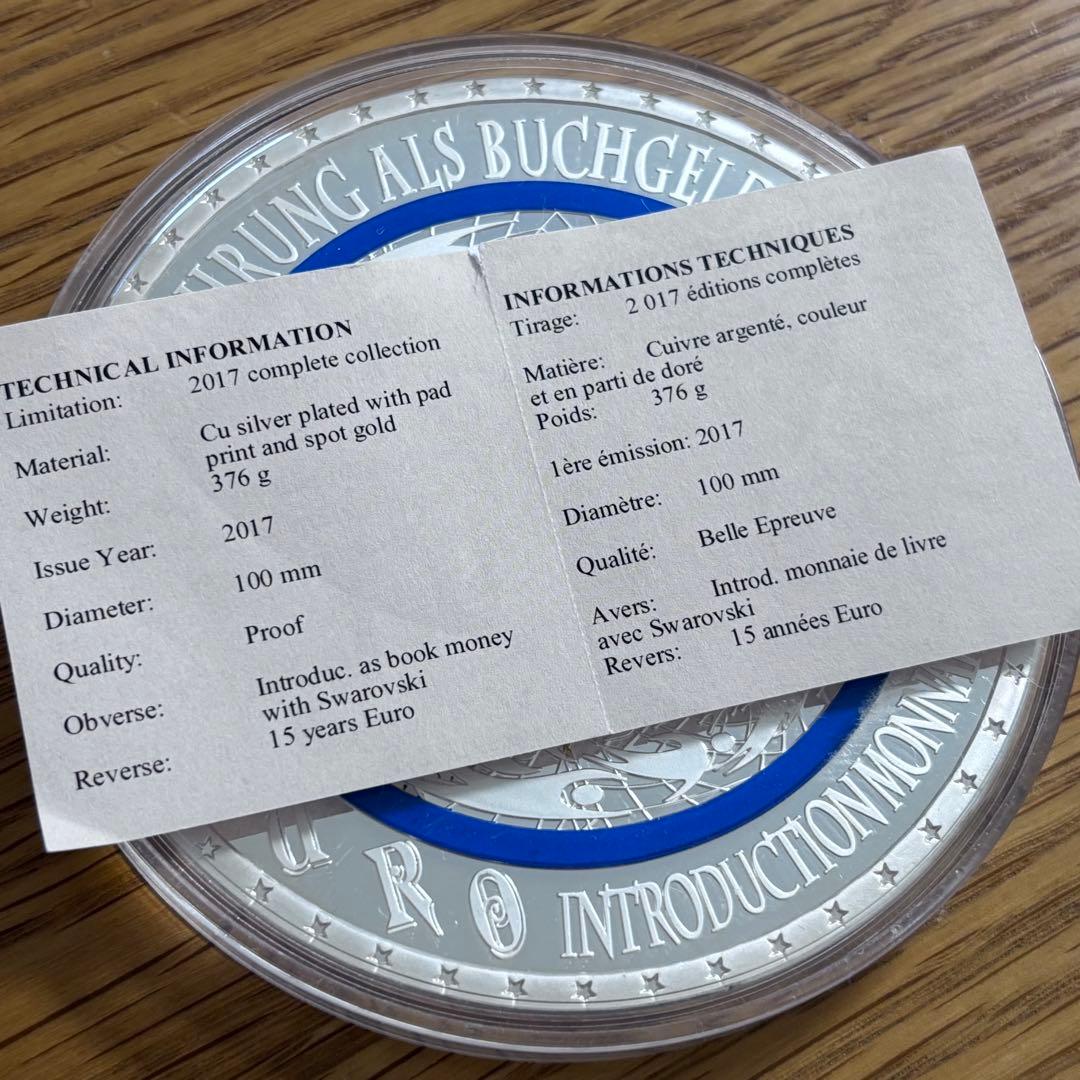 ALS BUCHGEL
TECHNICAL INFORMATION
Limitation: 2017 complete collection
Material: Cu silver plated with pad
print and spot gold
Weight: 376 g
Issue Year: 2017
Diameter: 100 mm
Quality: Proof
Obverse: Introduc. as book money
with Swarovski
Reverse: 15 years Euro
INFORMATIONS TECHNIQUES
Tirage: 2 017 éditions complètes
Matière: Cuivre argenté, couleur
et en parti de doré
Poids: 376 g
1ère émission: 2017
Diamètre: 100 mm
Qualité: Belle Epreuve
Avers: Introd. monnaie de livre
avec Swarovski
Revers: 15 années Euro
URO INTRODUCTION MONN